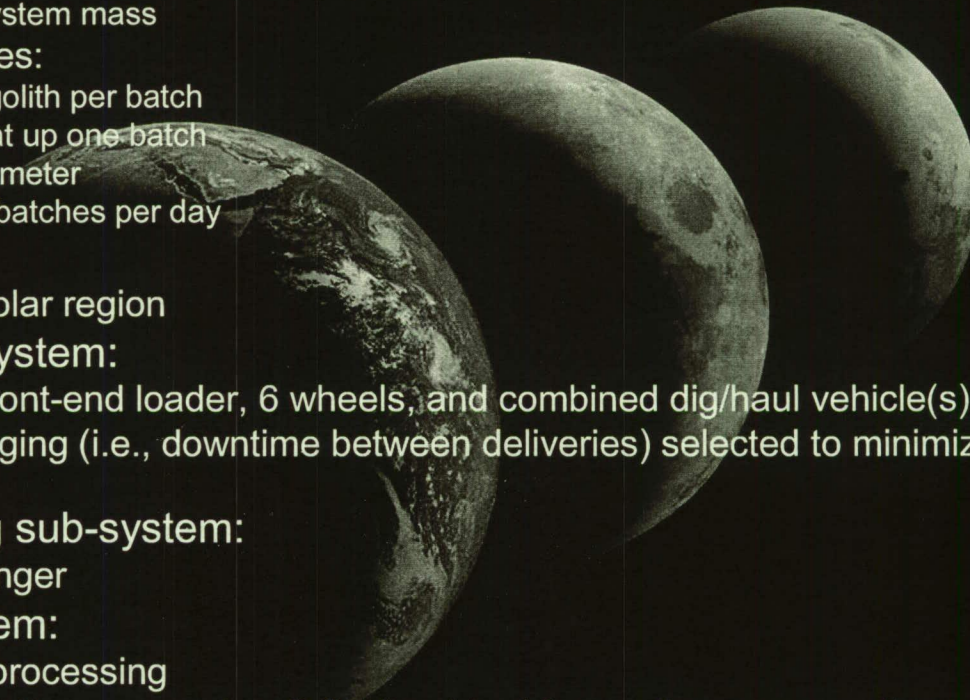 ystem mass
es:
golith per batch
at up one batch
meter
batches per day
olar region
ystem:
ont-end loader, 6 wheels, and combined dig/haul vehicle(s)
ging (i.e., downtime between deliveries) selected to minimiz
g sub-system:
nger
em:
processing